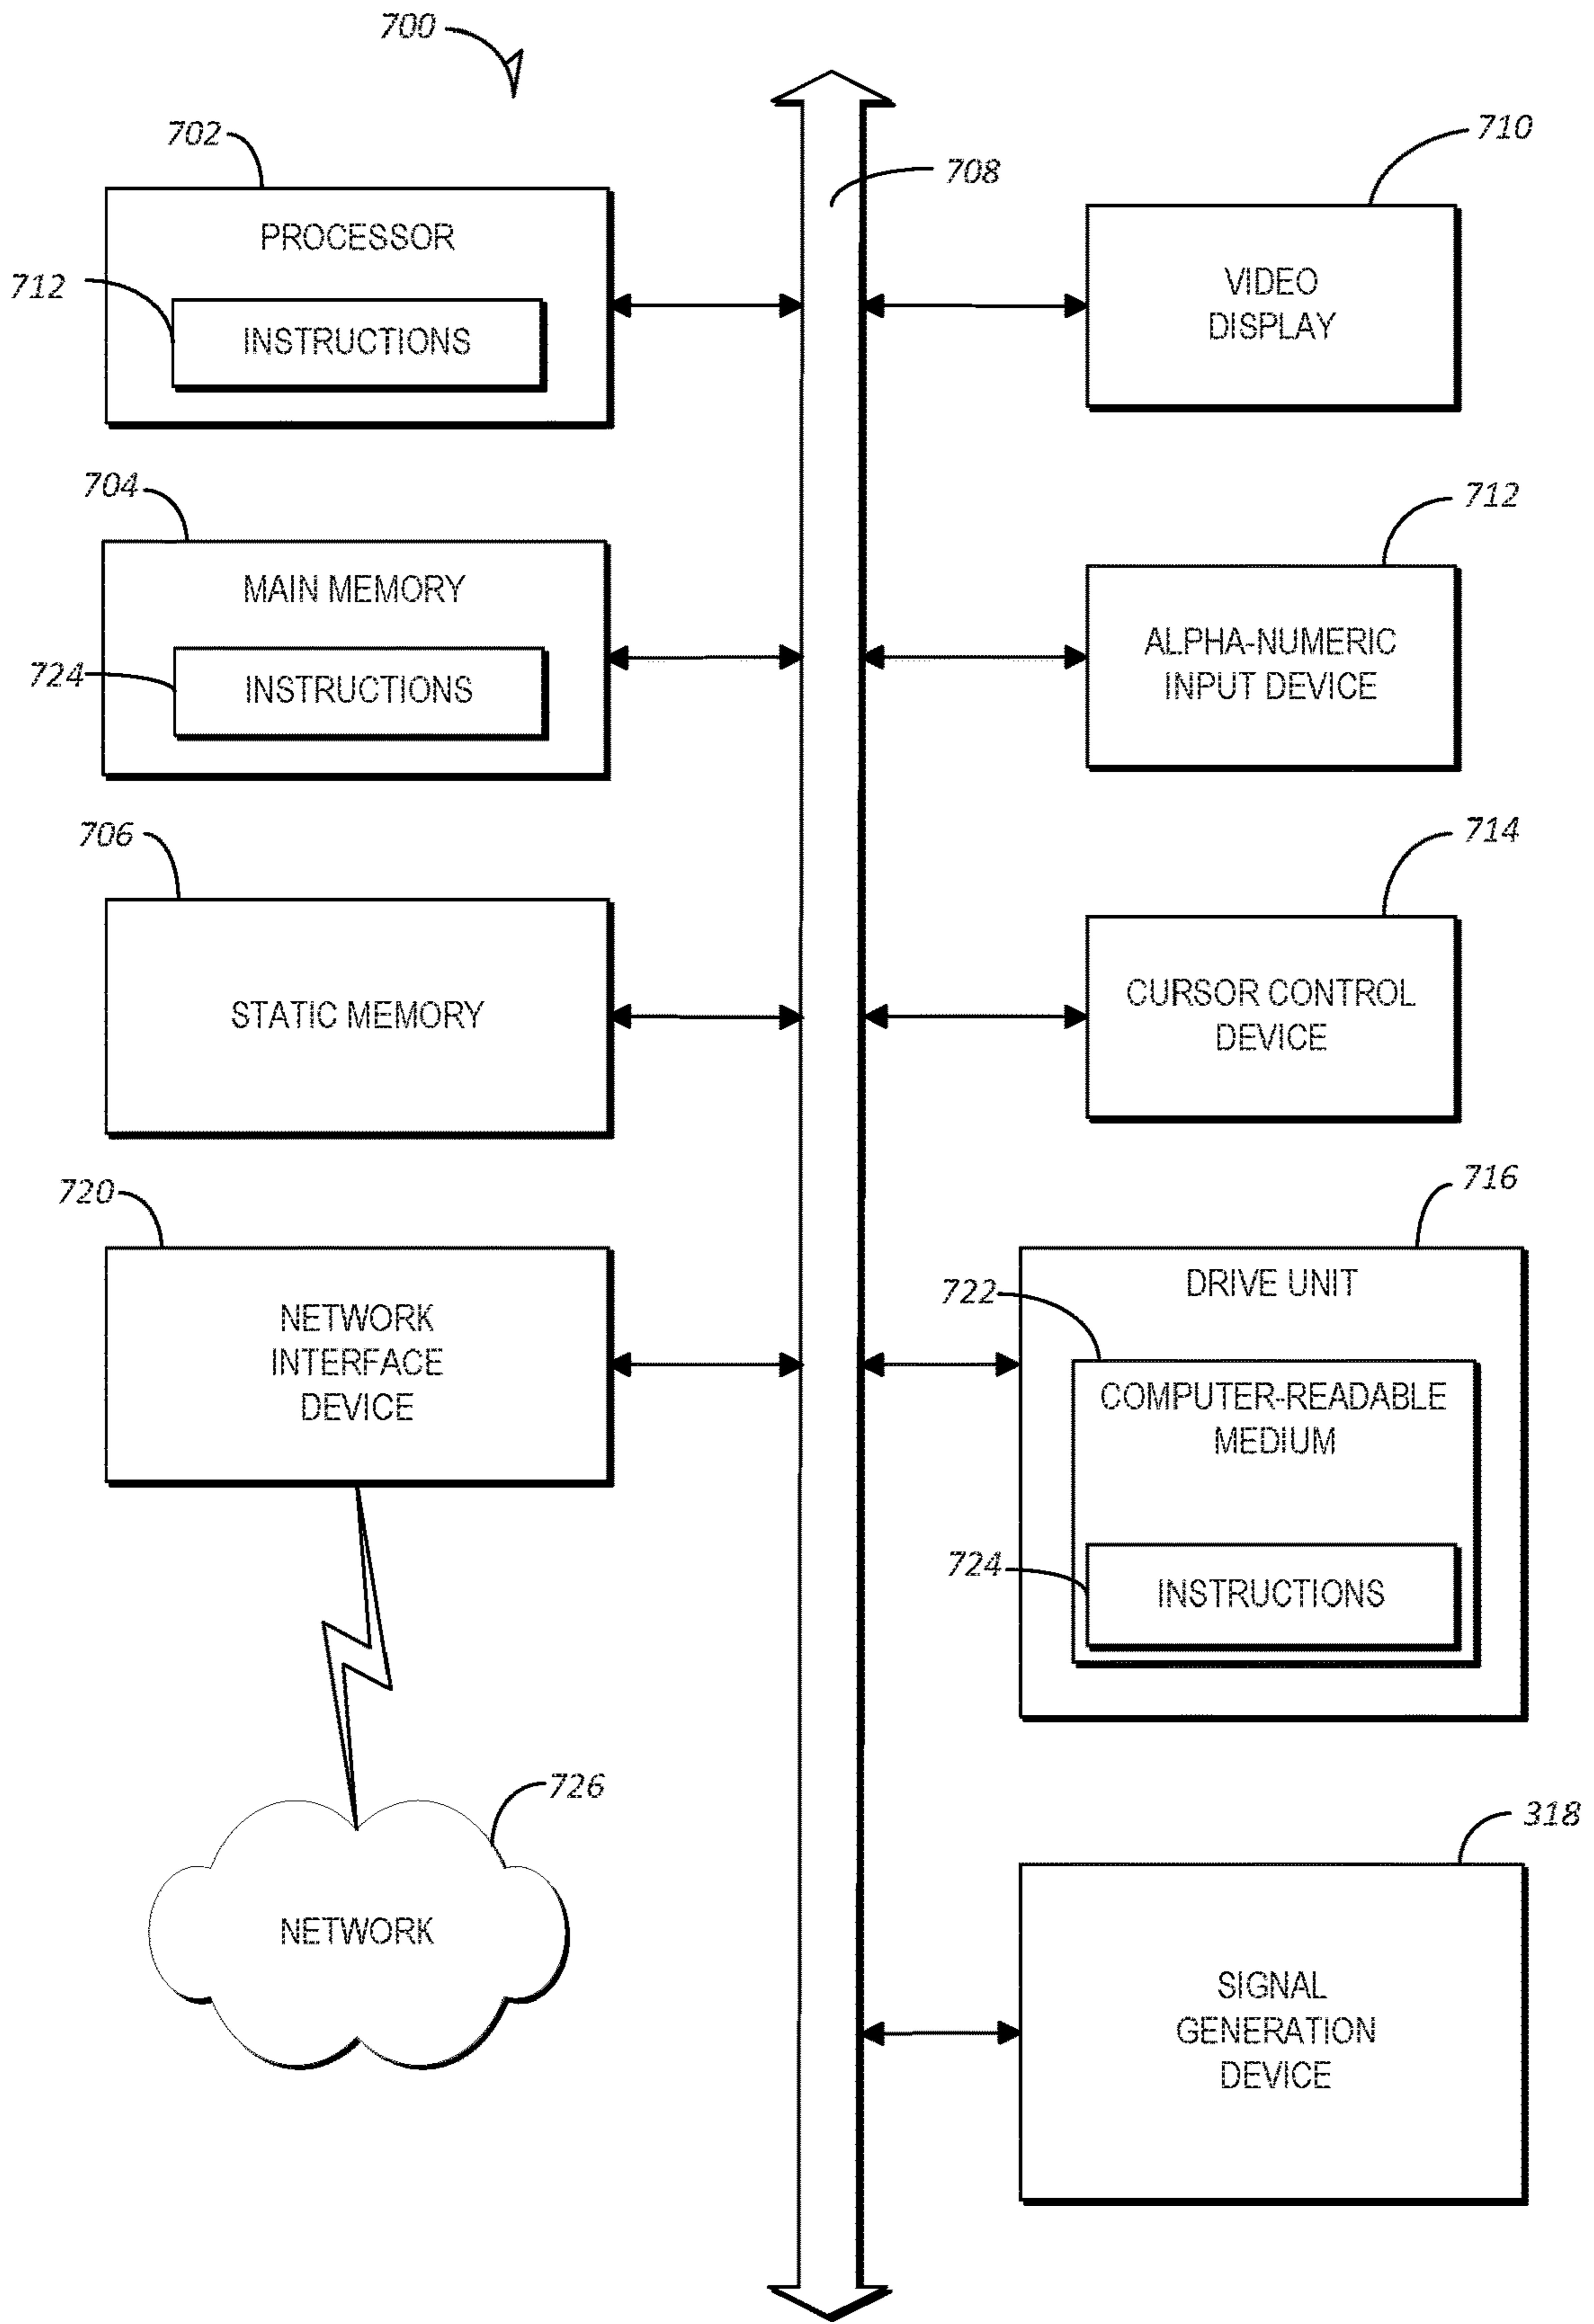 700
702
708
710
PROCESSOR
712
INSTRUCTIONS
VIDEO
DISPLAY
704
MAIN MEMORY
724
INSTRUCTIONS
712
ALPHA-NUMERIC
INPUT DEVICE
706
STATIC MEMORY
714
CURSOR CONTROL
DEVICE
720
NETWORK
INTERFACE
DEVICE
716
DRIVE UNIT
722
COMPUTER-READABLE
MEDIUM
724
INSTRUCTIONS
726
NETWORK
318
SIGNAL
GENERATION
DEVICE